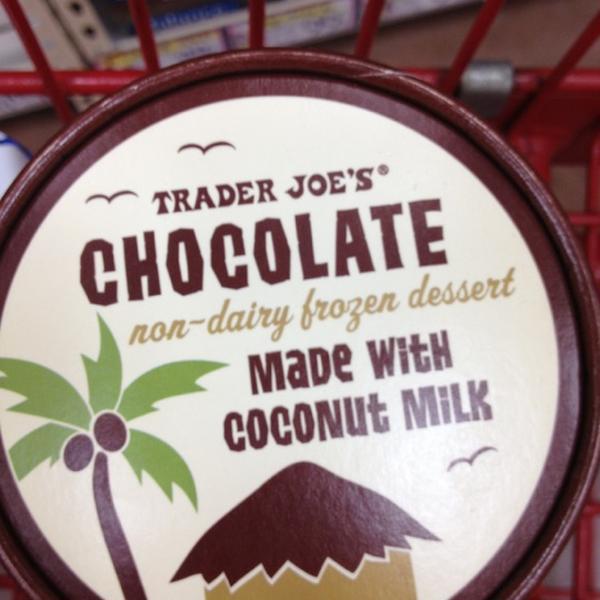 TRADER JOE'S®
CHOCOLATE
non-dairy frozen dessert
MaDe With
COCONUt MiLK